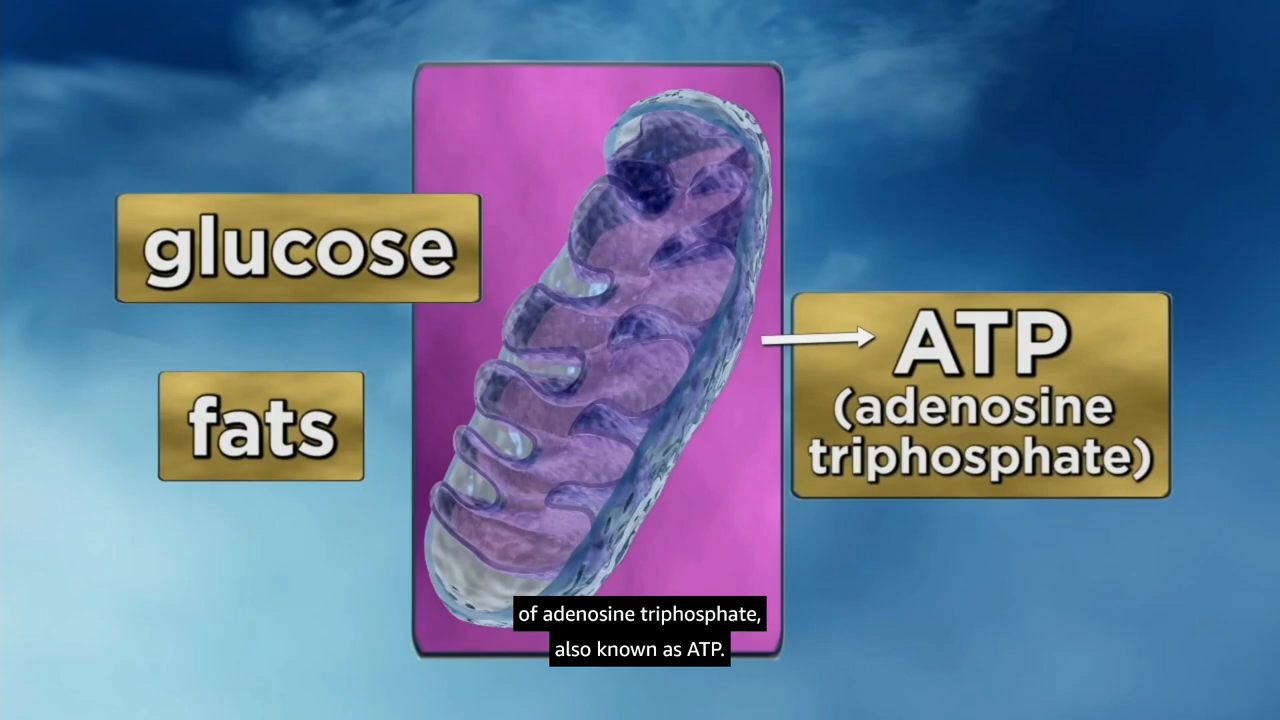 glucose
fats
ATP
(adenosine
triphosphate)
of adenosine triphosphate,
also known as ATP.